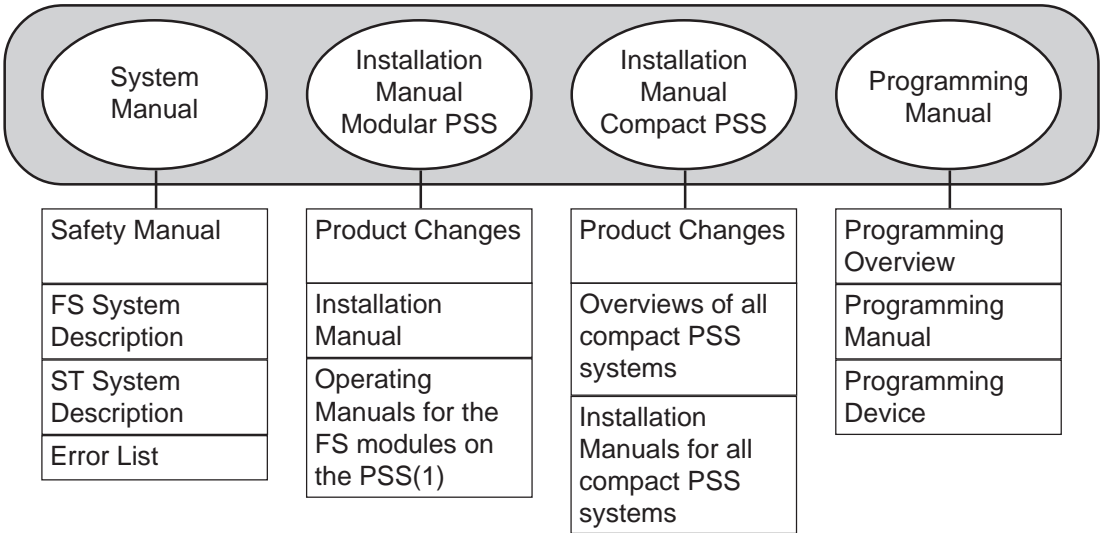 System
Manual
Installation
Manual
Modular PSS
Installation
Manual
Compact PSS
Programming
Manual
Safety Manual
FS System
Description
ST System
Description
Error List
Product Changes
Installation
Manual
Operating
Manuals for the
FS modules on
the PSS(1)
Product Changes
Overviews of all
compact PSS
systems
Installation
Manuals for all
compact PSS
systems
Programming
Overview
Programming
Manual
Programming
Device